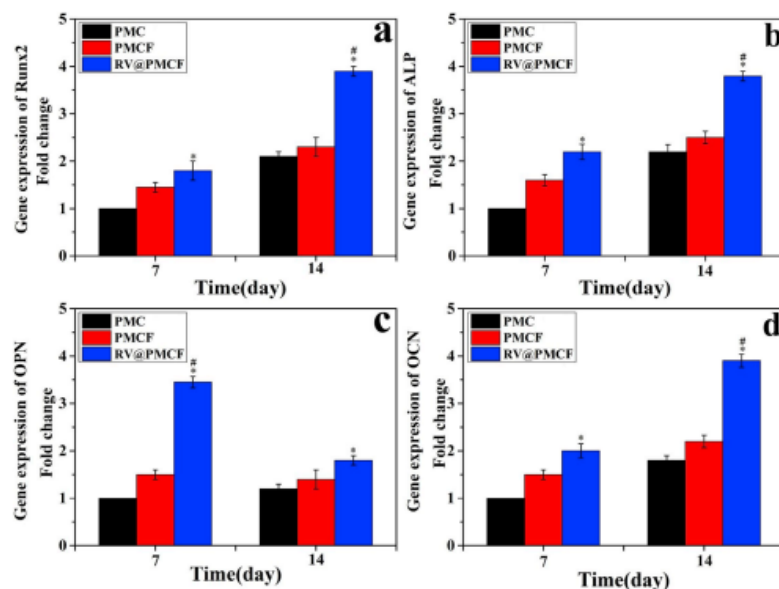 a
PMC
PMCF
RV@PMCF
Gene expression of Runx2
Fold change
5
4
3
2
1
0
*
#
*
7
14
Time(day)
b
PMC
PMCF
RV@PMCF
Gene expression of ALP
Fold change
5
4
3
2
1
0
*
#
*
7
14
Time(day)
c
PMC
PMCF
RV@PMCF
Gene expression of OPN
Fold change
5
4
3
2
1
0
#
*
*
7
14
Time(day)
d
PMC
PMCF
RV@PMCF
Gene expression of OCN
Fold change
5
4
3
2
1
0
*
#
*
7
14
Time(day)